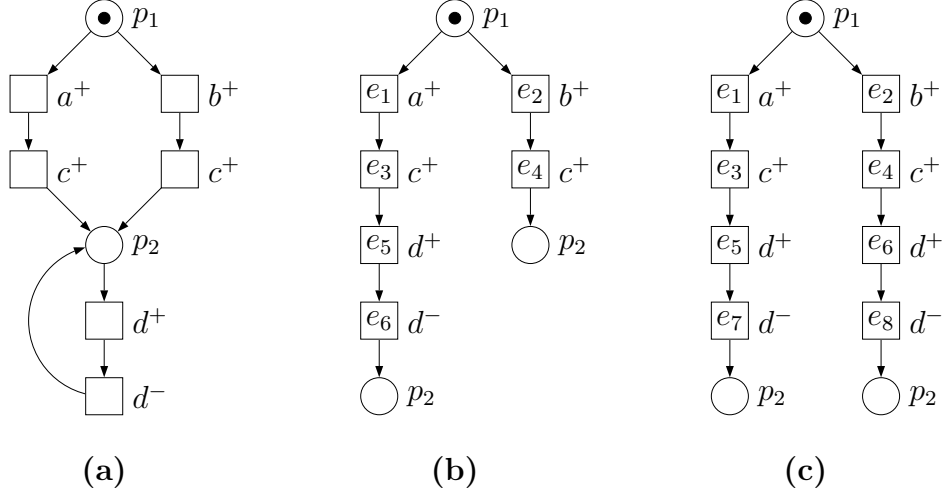 p₁ p₁ p₁
a⁺ b⁺ e₁ a⁺ e₂ b⁺ e₁ a⁺ e₂ b⁺
c⁺ c⁺ e₃ c⁺ e₄ c⁺ e₃ c⁺ e₄ c⁺
p₂ e₅ d⁺ p₂ e₅ d⁺ e₆ d⁺
d⁺ e₆ d⁻ e₇ d⁻ e₈ d⁻
d⁻ p₂ p₂ p₂
(a) (b) (c)